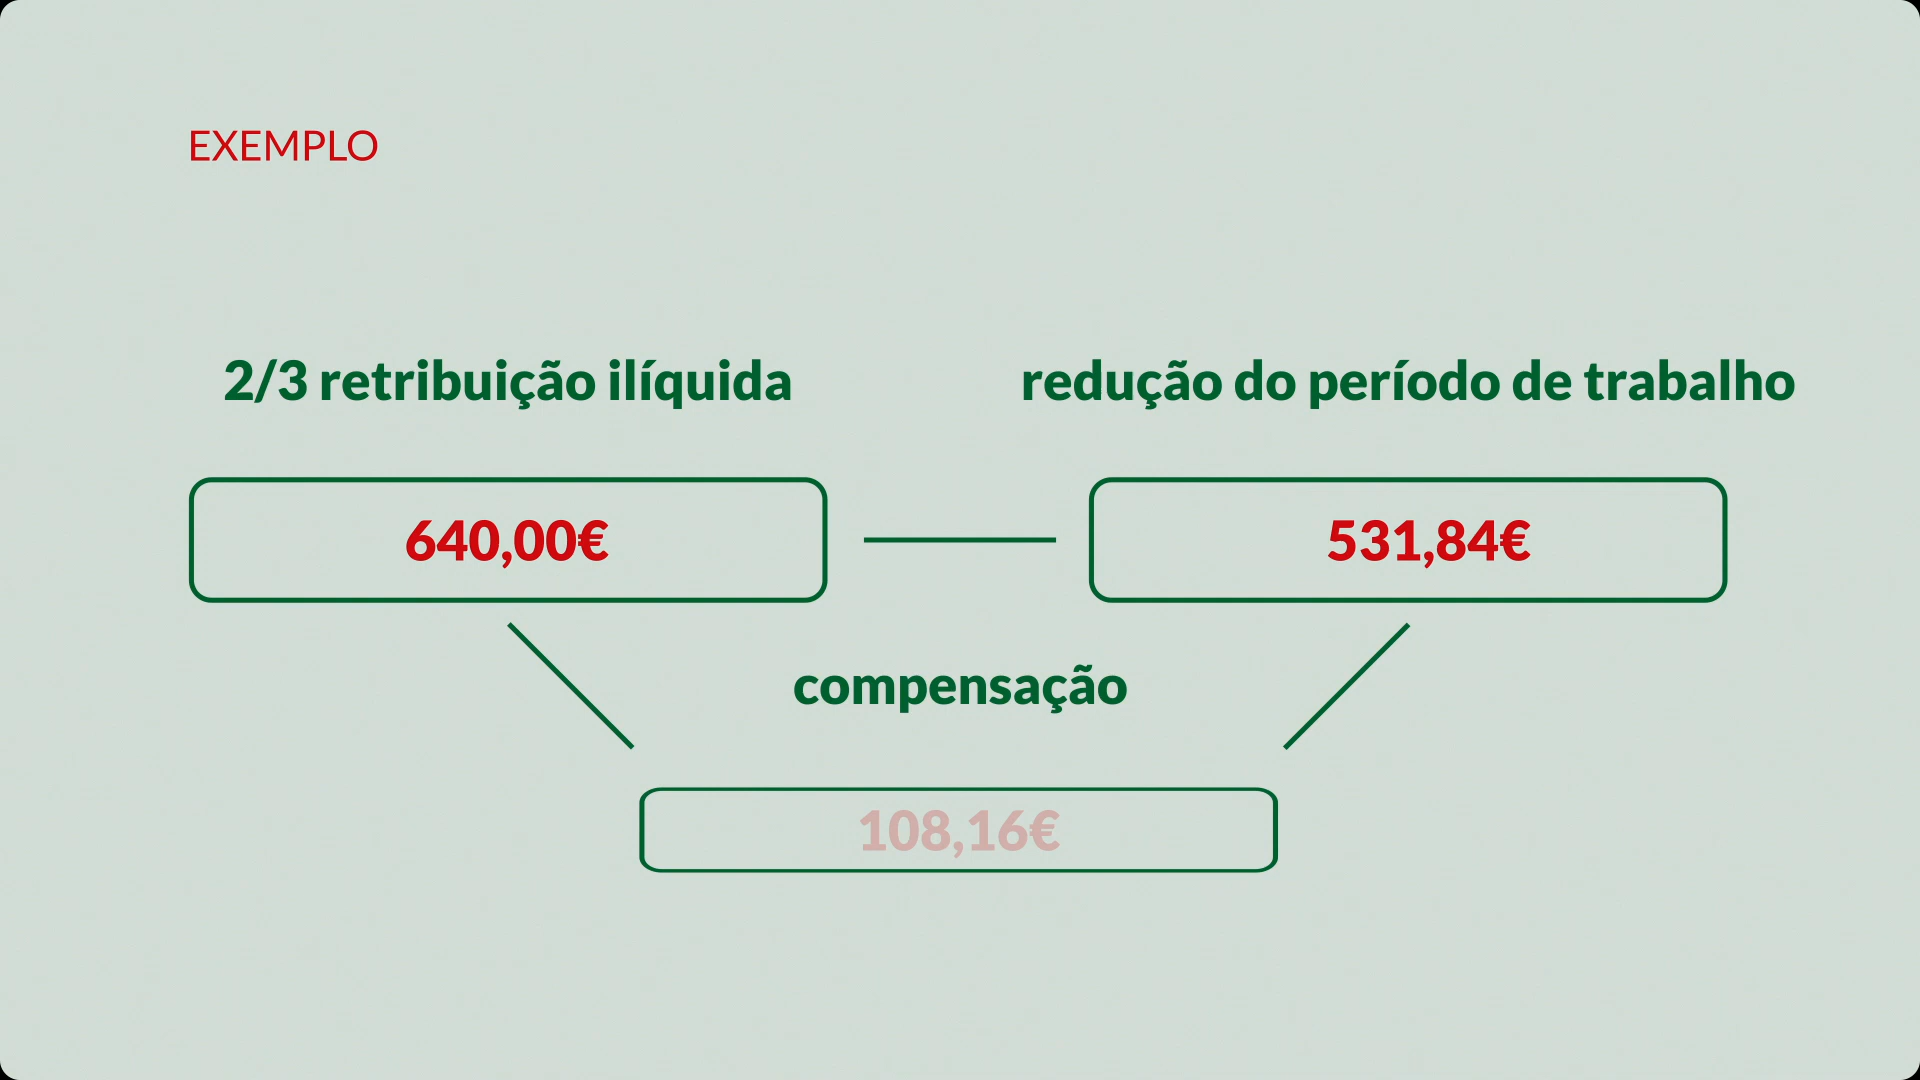 EXEMPLO
2/3 retribuição ilíquida
redução do período de trabalho
640,00€
531,84€
compensação
108,16€